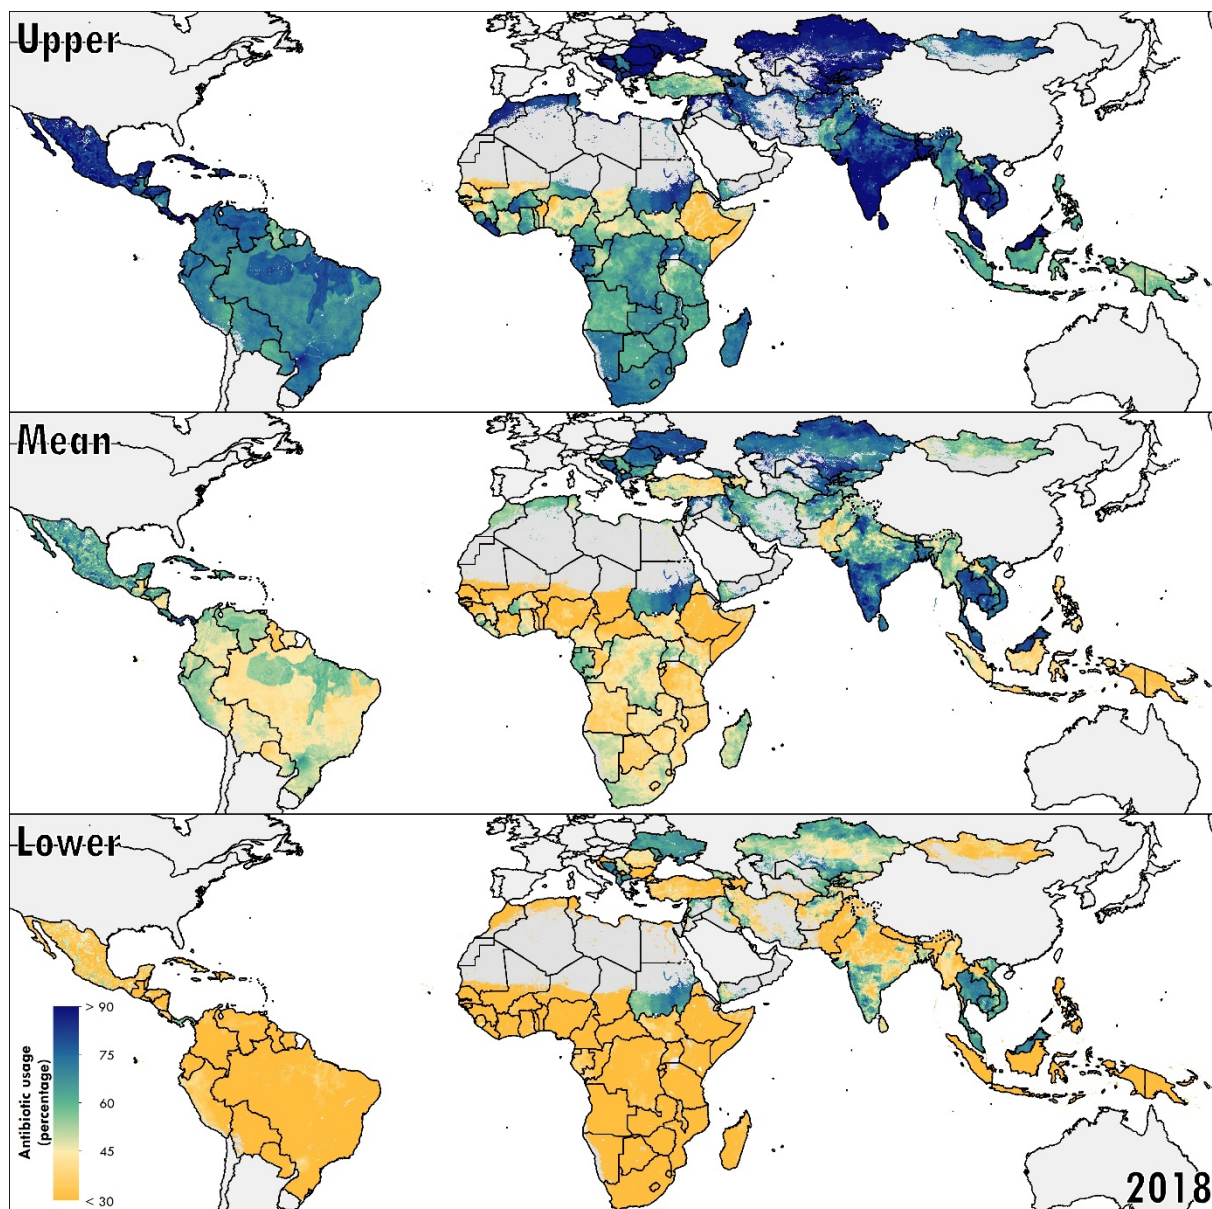 Upper
Mean
Lower
Antibiotic usage
(percentage)
> 90
75
60
45
< 30
2018